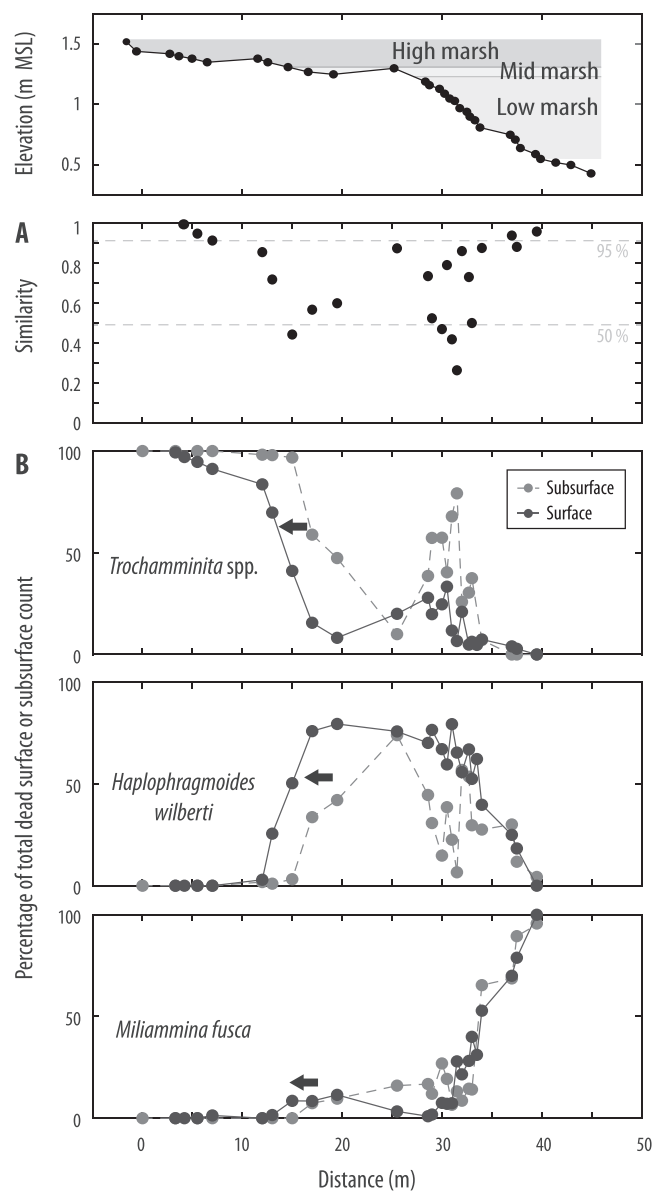 Elevation (m MSL)
1.5
1
0.5
High marsh
Mid marsh
Low marsh
A
Similarity
1
0.8
0.6
0.4
0.2
0
95 %
50 %
B
Percentage of total dead surface or subsurface count
100
50
0
Subsurface
Surface
Trochamminita spp.
100
50
0
Haplophragmoides
wilberti
100
50
0
Miliammina fusca
0
10
20
30
40
50
Distance (m)